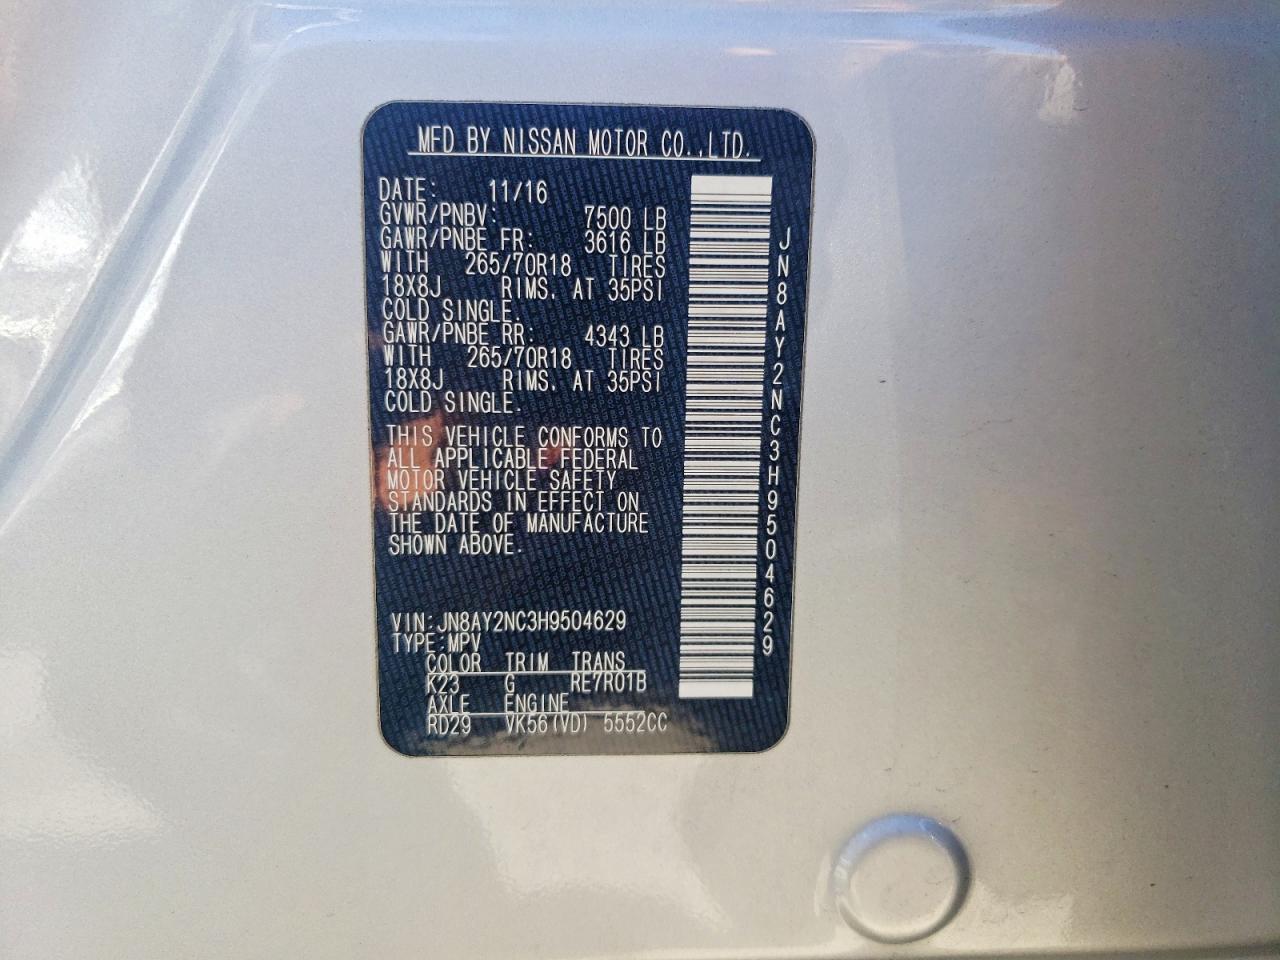 MFD BY NISSAN MOTOR CO.,LTD.
DATE: 11/16
GVWR/PNBV: 7500 LB
GAWR/PNBE FR: 3616 LB
WITH 265/70R18 TIRES
18X8J RIMS. AT 35PSI
COLD SINGLE.
GAWR/PNBE RR: 4343 LB
WITH 265/70R18 TIRES
18X8J RIMS. AT 35PSI
COLD SINGLE.
THIS VEHICLE CONFORMS TO
ALL APPLICABLE FEDERAL
MOTOR VEHICLE SAFETY
STANDARDS IN EFFECT ON
THE DATE OF MANUFACTURE
SHOWN ABOVE.
VIN:JN8AY2NC3H9504629
TYPE:MPV
COLOR TRIM TRANS
K23 G RE7R01B
AXLE ENGINE
RD29 VK56(VD) 5552CC
JN8AY2NC3H9504629